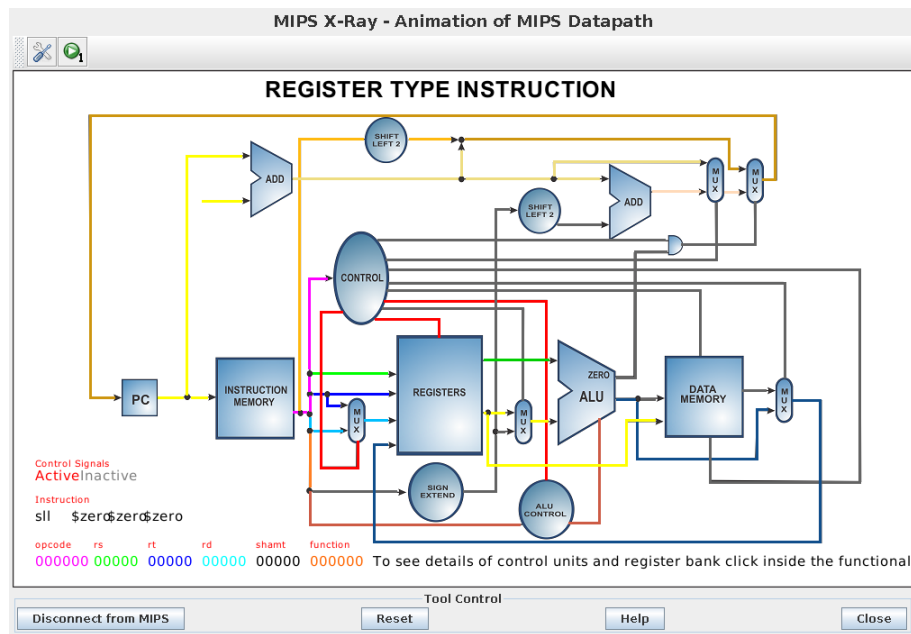 MIPS X-Ray - Animation of MIPS Datapath
1
REGISTER TYPE INSTRUCTION
SHIFT
LEFT 2
ADD
MUX
MUX
SHIFT
LEFT 2
ADD
CONTROL
PC
INSTRUCTION
MEMORY
MUX
REGISTERS
MUX
ZERO
ALU
DATA
MEMORY
MUX
SIGN
EXTEND
ALU
CONTROL
Control Signals
ActiveInactive
Instruction
sll $zero$zero$zero
opcode rs rt rd shamt function
000000 00000 00000 00000 00000 000000 To see details of control units and register bank click inside the functional
Tool Control
Disconnect from MIPS Reset Help Close